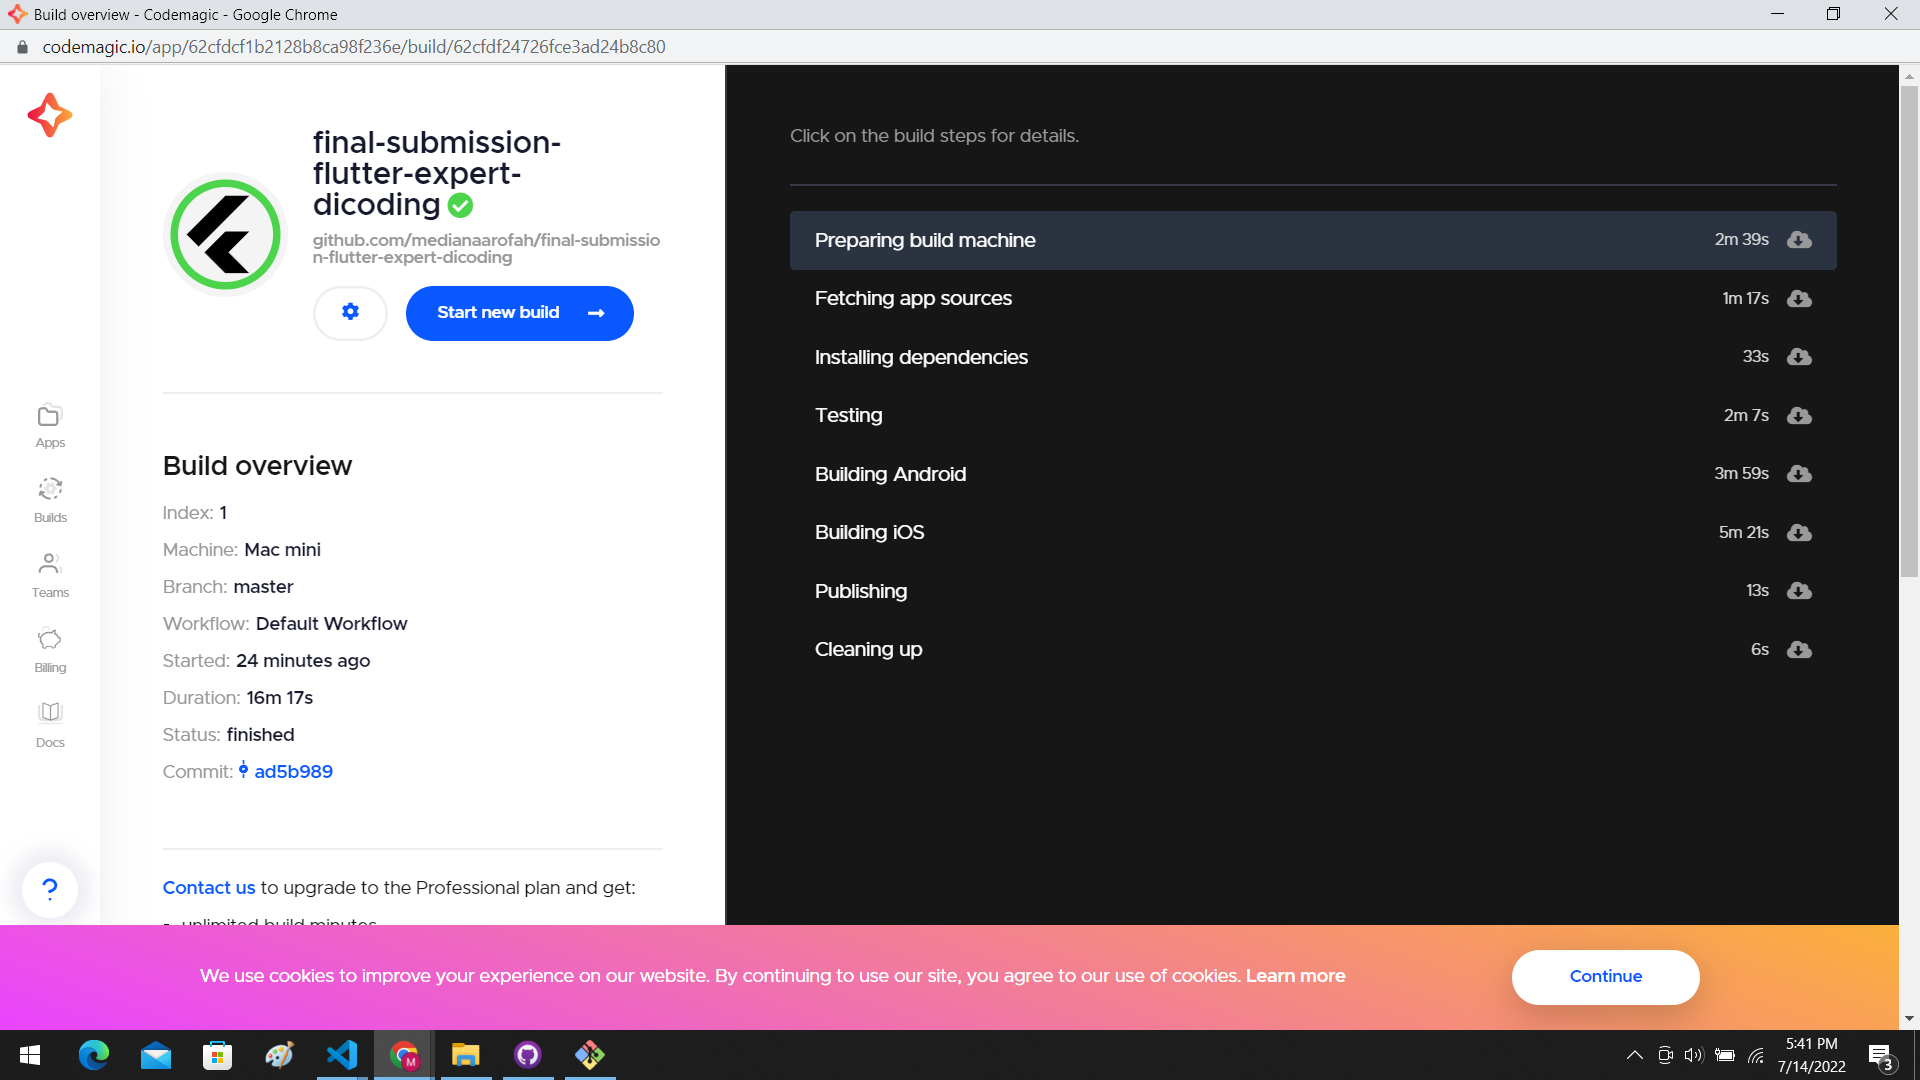 Build overview - Codemagic - Google Chrome
codemagic.io/app/62cfdcf1b2128b8ca98f236e/build/62cfdf24726fce3ad24b8c80
final-submission-
flutter-expert-
dicoding
github.com/medianaarofah/final-submissio
n-flutter-expert-dicoding
Start new build
Apps
Builds
Teams
Billing
Docs
?
Build overview
Index: 1
Machine: Mac mini
Branch: master
Workflow: Default Workflow
Started: 24 minutes ago
Duration: 16m 17s
Status: finished
Commit: ad5b989
Contact us to upgrade to the Professional plan and get:
- unlimited build minutes
Click on the build steps for details.
Preparing build machine 2m 39s
Fetching app sources 1m 17s
Installing dependencies 33s
Testing 2m 7s
Building Android 3m 59s
Building iOS 5m 21s
Publishing 13s
Cleaning up 6s
We use cookies to improve your experience on our website. By continuing to use our site, you agree to our use of cookies. Learn more
Continue
M
5:41 PM
7/14/2022
3